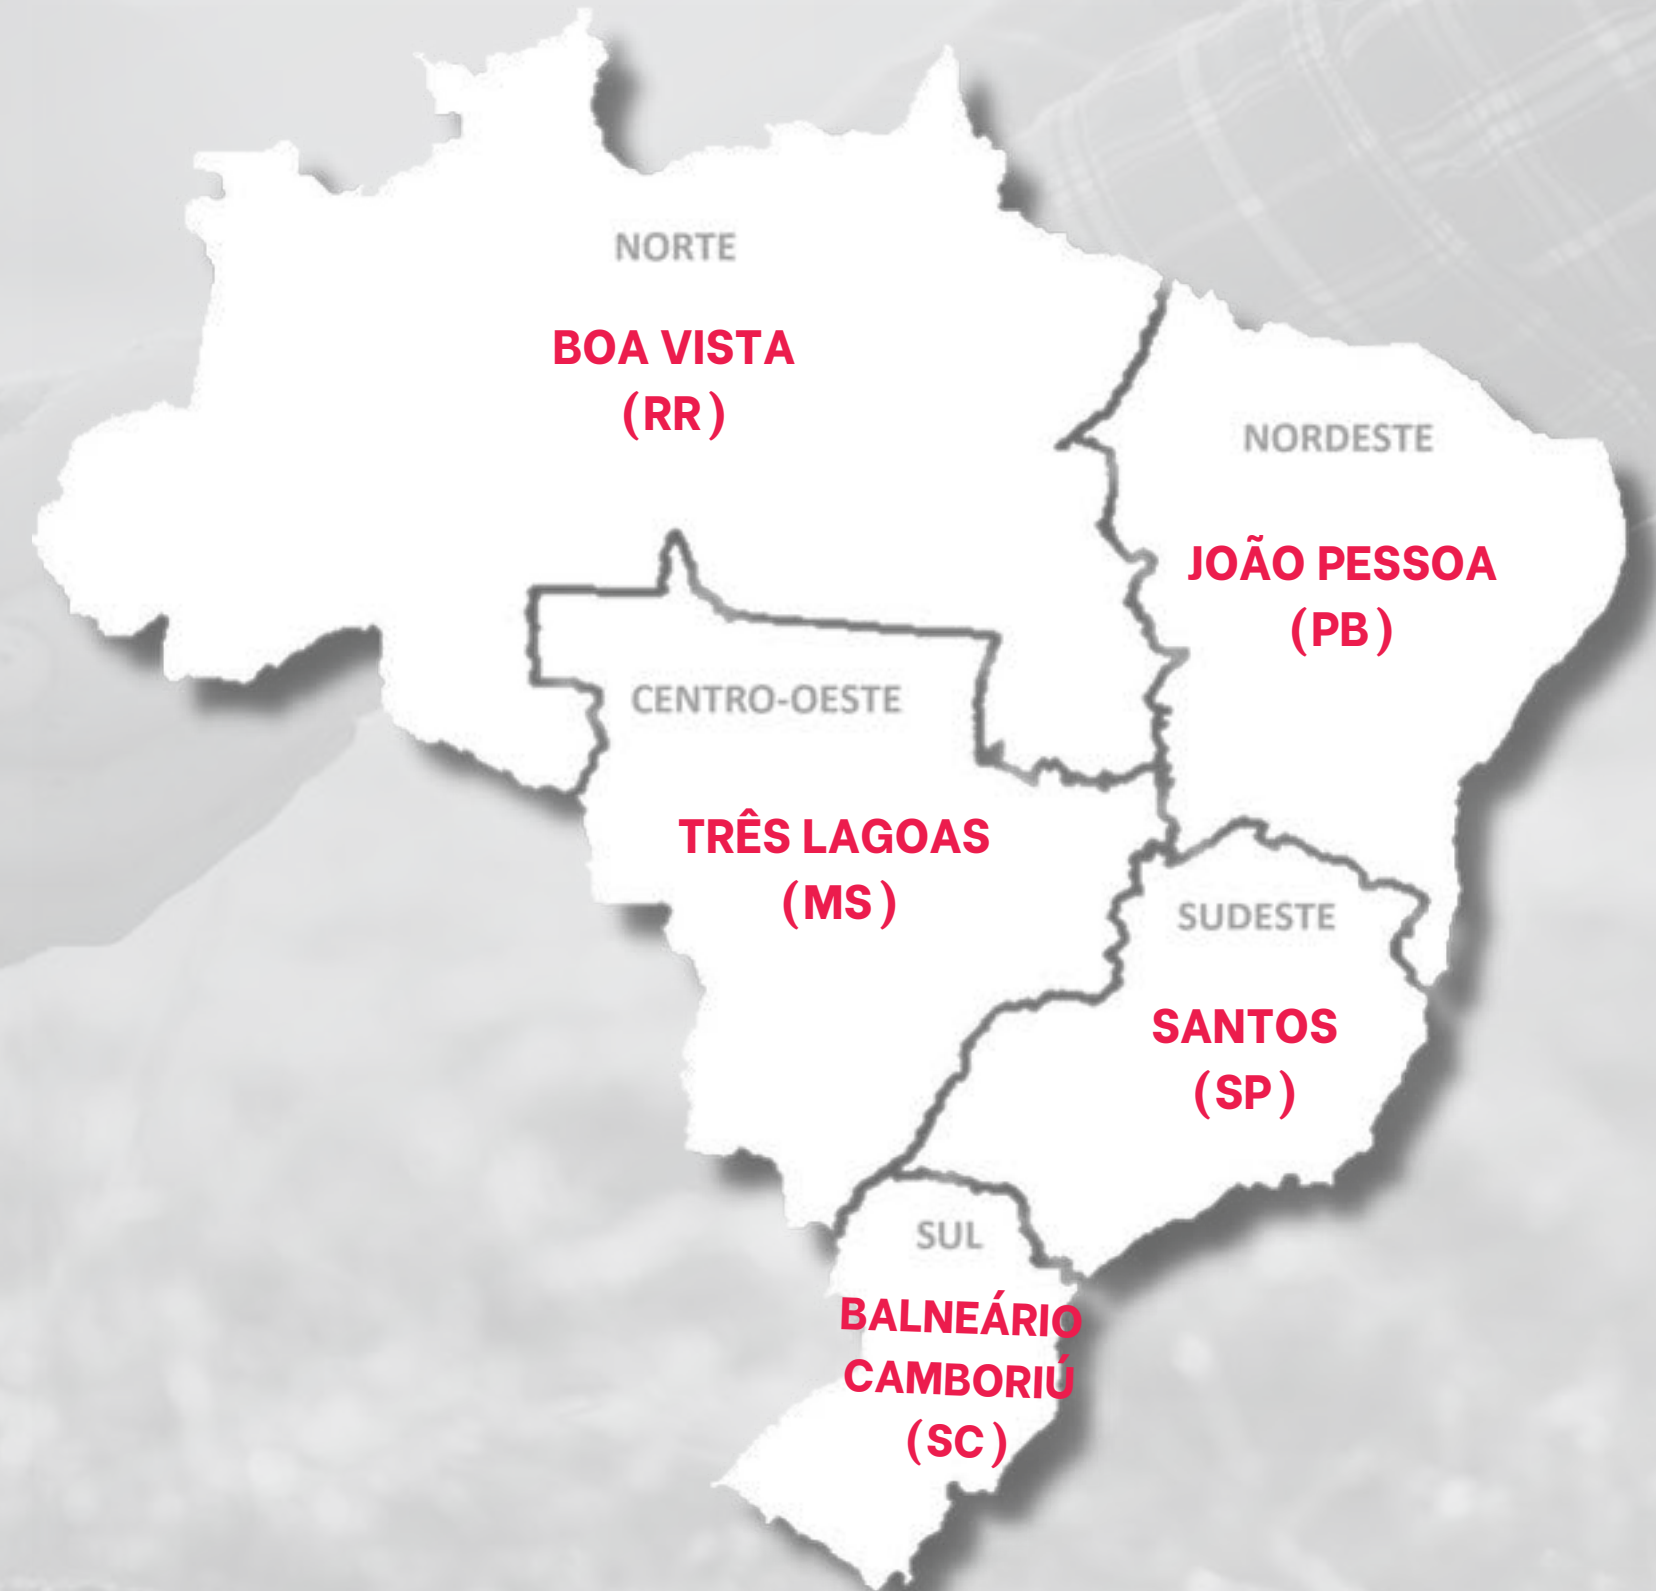 NORTE
BOA VISTA
(RR)
NORDESTE
JOÃO PESSOA
(PB)
CENTRO-OESTE
TRÊS LAGOAS
(MS)
SUDESTE
SANTOS
(SP)
SUL
BALNEÁRIO
CAMBORIÚ
(SC)